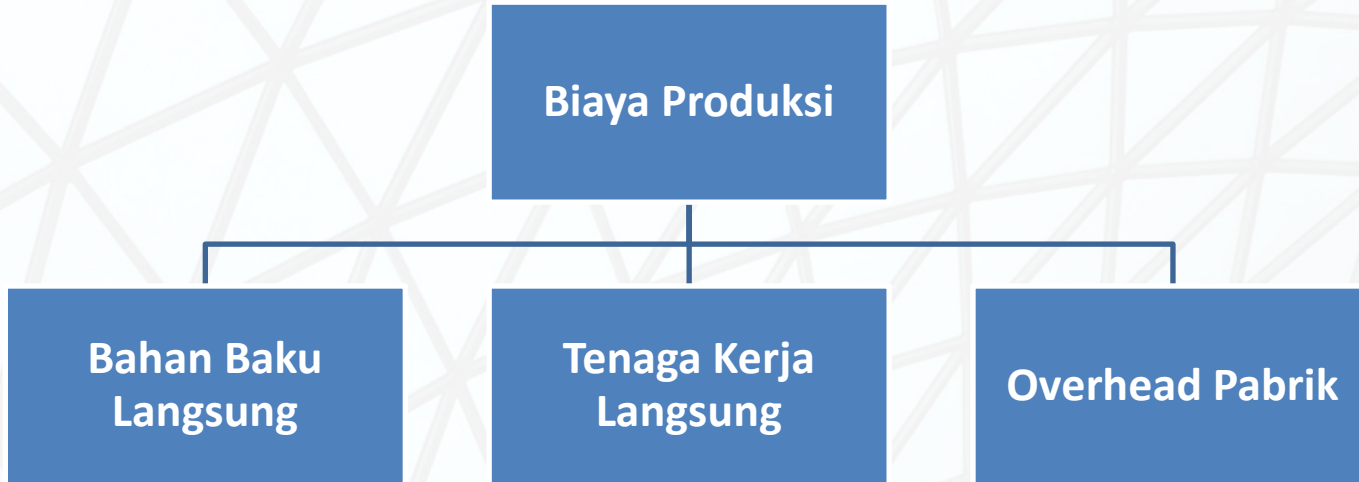 Biaya Produksi
Bahan Baku
Langsung
Tenaga Kerja
Langsung
Overhead Pabrik